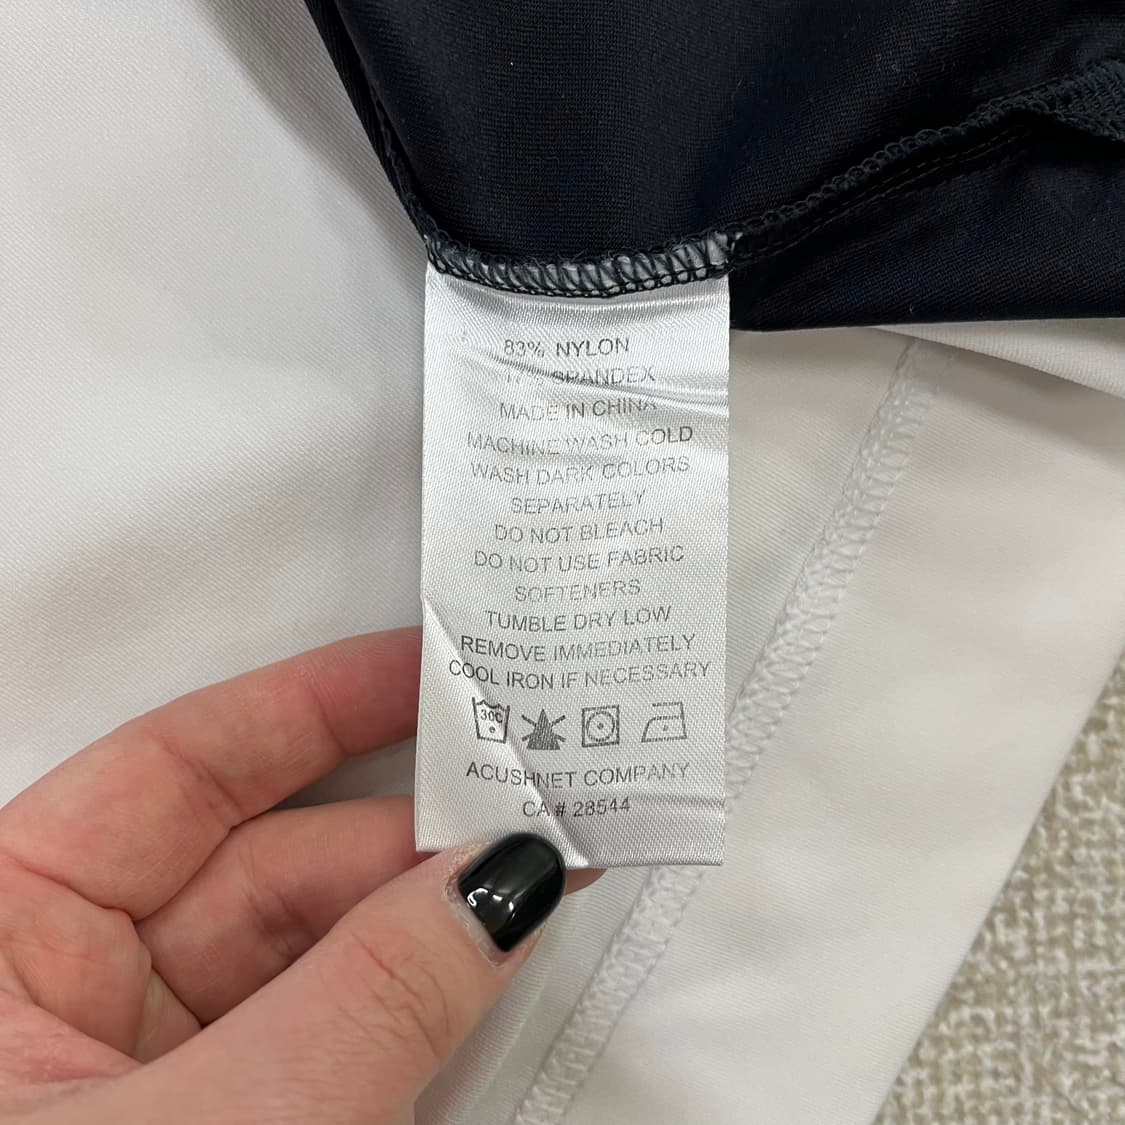 83% NYLON
17% SPANDEX
MADE IN CHINA
MACHINE WASH COLD
WASH DARK COLORS
SEPARATELY
DO NOT BLEACH
DO NOT USE FABRIC
SOFTENERS
TUMBLE DRY LOW
REMOVE IMMEDIATELY
COOL IRON IF NECESSARY
30C
ACUSHNET COMPANY
CA # 28544